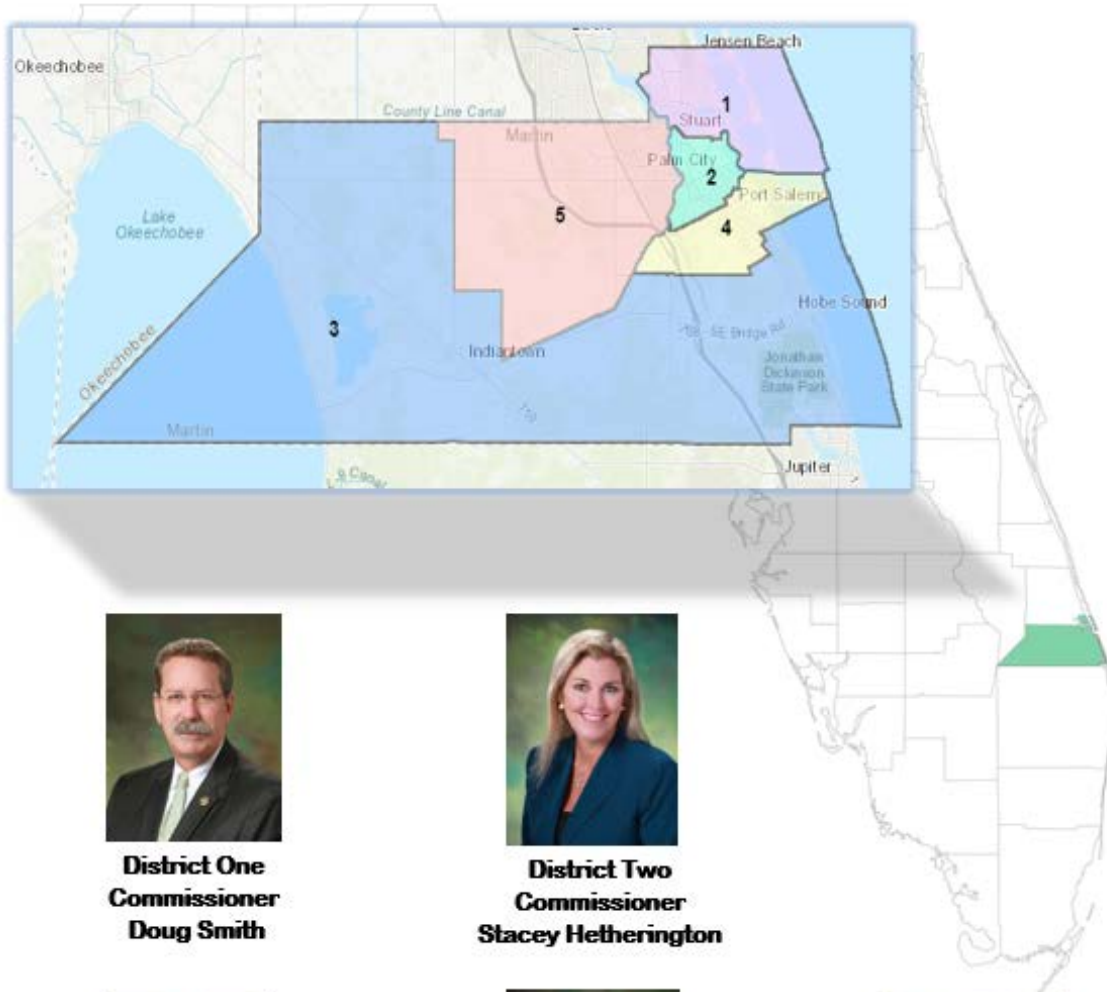 Jensen Beach
Okeechobee
County Line Canal
1
Stuart
Martin
Palm City
2
Port Salerno
Lake
Okeechobee
5
4
Hobe Sound
3
SE Bridge Rd
Indiantown
Jonathan
Dickinson
State Park
Okeechobee
Martin
Jupiter
Canal
District One
Commissioner
Doug Smith
District Two
Commissioner
Stacey Hetherington